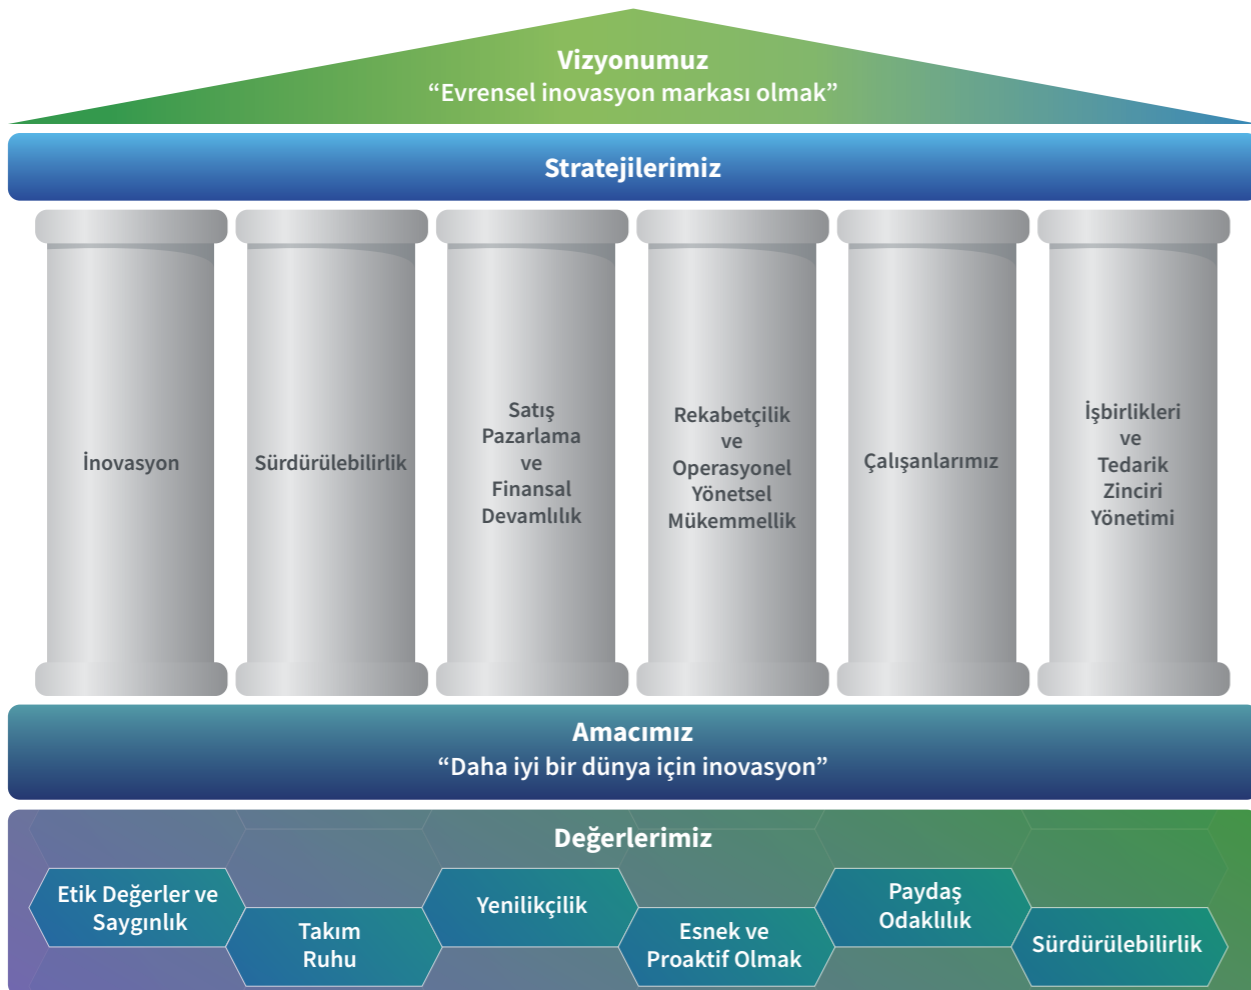 Vizyonumuz
“Evrensel inovasyon markası olmak”
Stratejilerimiz
İnovasyon
Sürdürülebilirlik
Satış
Pazarlama
ve
Finansal
Devamlılık
Rekabetçilik
ve
Operasyonel
Yönetsel
Mükemmellik
Çalışanlarımız
İşbirlikleri
ve
Tedarik
Zinciri
Yönetimi
Amacımız
“Daha iyi bir dünya için inovasyon”
Değerlerimiz
Etik Değerler ve
Saygınlık
Takım
Ruhu
Yenilikçilik
Esnek ve
Proaktif Olmak
Paydaş
Odaklılık
Sürdürülebilirlik